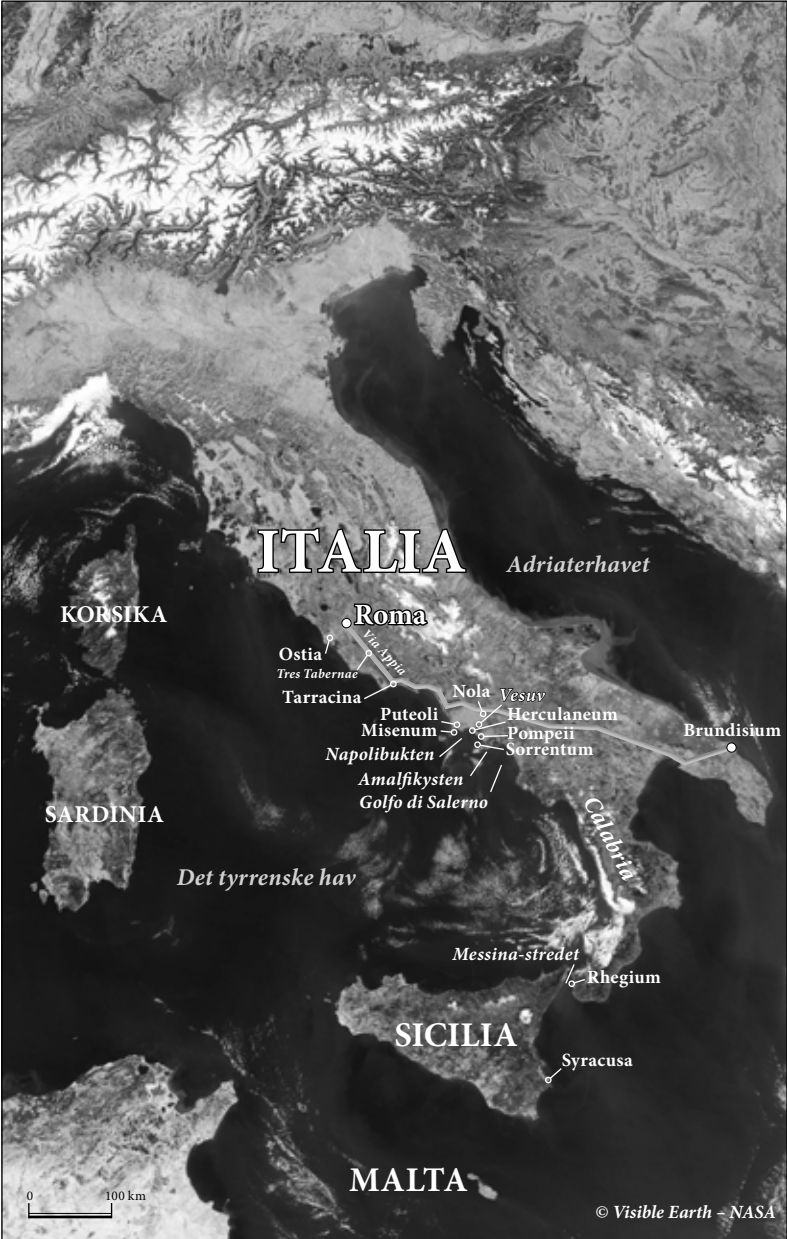 ITALIA
Adriaterhavet
KORSIKA
Roma
Ostia
Via Appia
Tres Tabernae
Tarracina
Nola
Vesuv
Puteoli
Herculaneum
Misenum
Pompeii
Brundisium
Napolibukten
Sorrentum
Amalfikysten
Golfo di Salerno
SARDINIA
Calabria
Det tyrrenske hav
Messina-stredet
Rhegium
SICILIA
Syracusa
MALTA
0 100 km
© Visible Earth – NASA